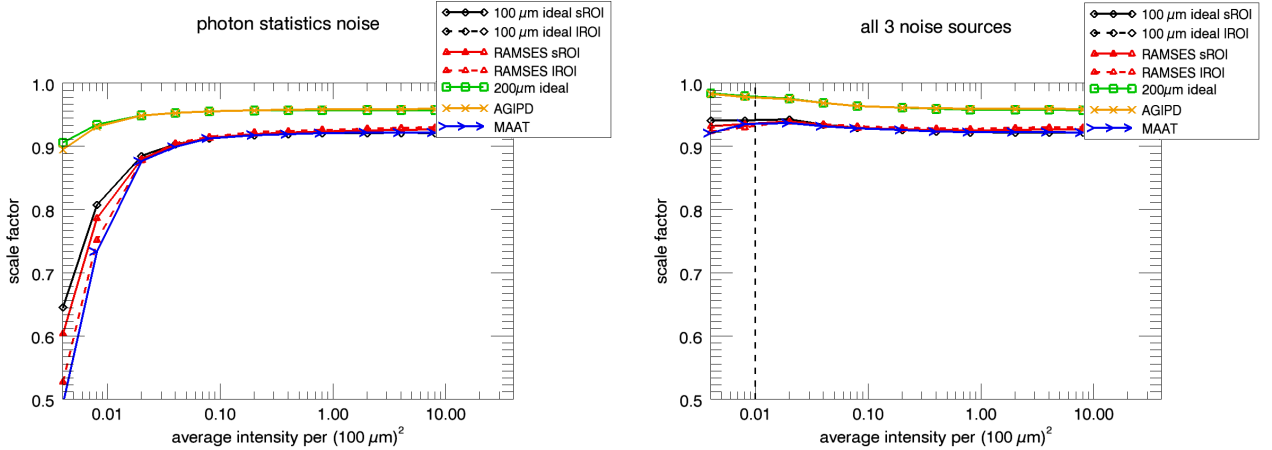 photon statistics noise
100 μm ideal sROI
100 μm ideal lROI
RAMSES sROI
RAMSES lROI
200μm ideal
AGIPD
MAAT
1.0
0.9
0.8
0.7
0.6
0.5
scale factor
0.01
0.10
1.00
10.00
average intensity per (100 μm)²
all 3 noise sources
100 μm ideal sROI
100 μm ideal lROI
RAMSES sROI
RAMSES lROI
200μm ideal
AGIPD
MAAT
1.0
0.9
0.8
0.7
0.6
0.5
scale factor
0.01
0.10
1.00
10.00
average intensity per (100 μm)²